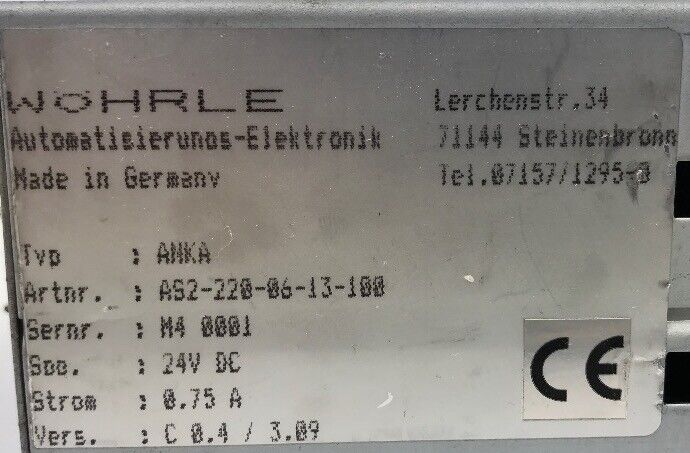 WÖHRLE
Automatisierungs-Elektronik
Made in Germany
Lerchenstr.34
71144 Steinenbronn
Tel.07157/1295-0
Typ : AMKA
Artnr. : AS2-220-06-13-100
Sernr. : M4 0001
Spg. : 24V DC
Strom : 0.75 A
Vers. : C 0.4 / 3.09
CE